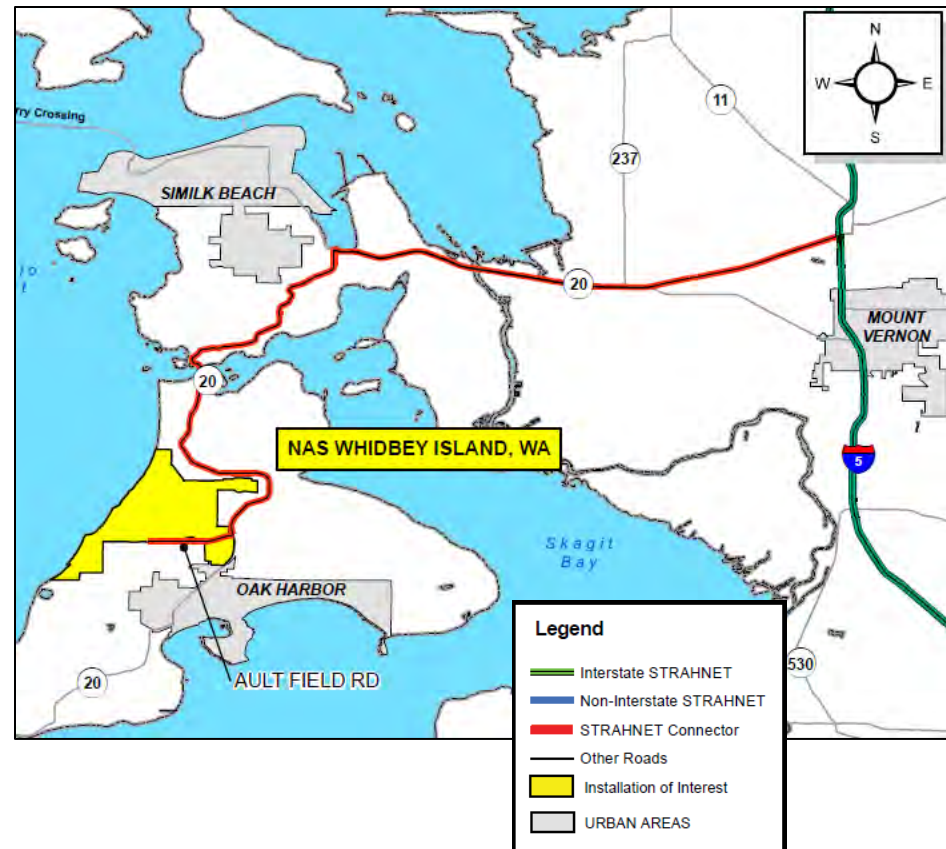 N
W
E
S
11
237
rry Crossing
SIMILK BEACH
20
MOUNT
VERNON
20
NAS WHIDBEY ISLAND, WA
5
Skagit
Bay
OAK HARBOR
AULT FIELD RD
20
530
Legend
Interstate STRAHNET
Non-Interstate STRAHNET
STRAHNET Connector
Other Roads
Installation of Interest
URBAN AREAS